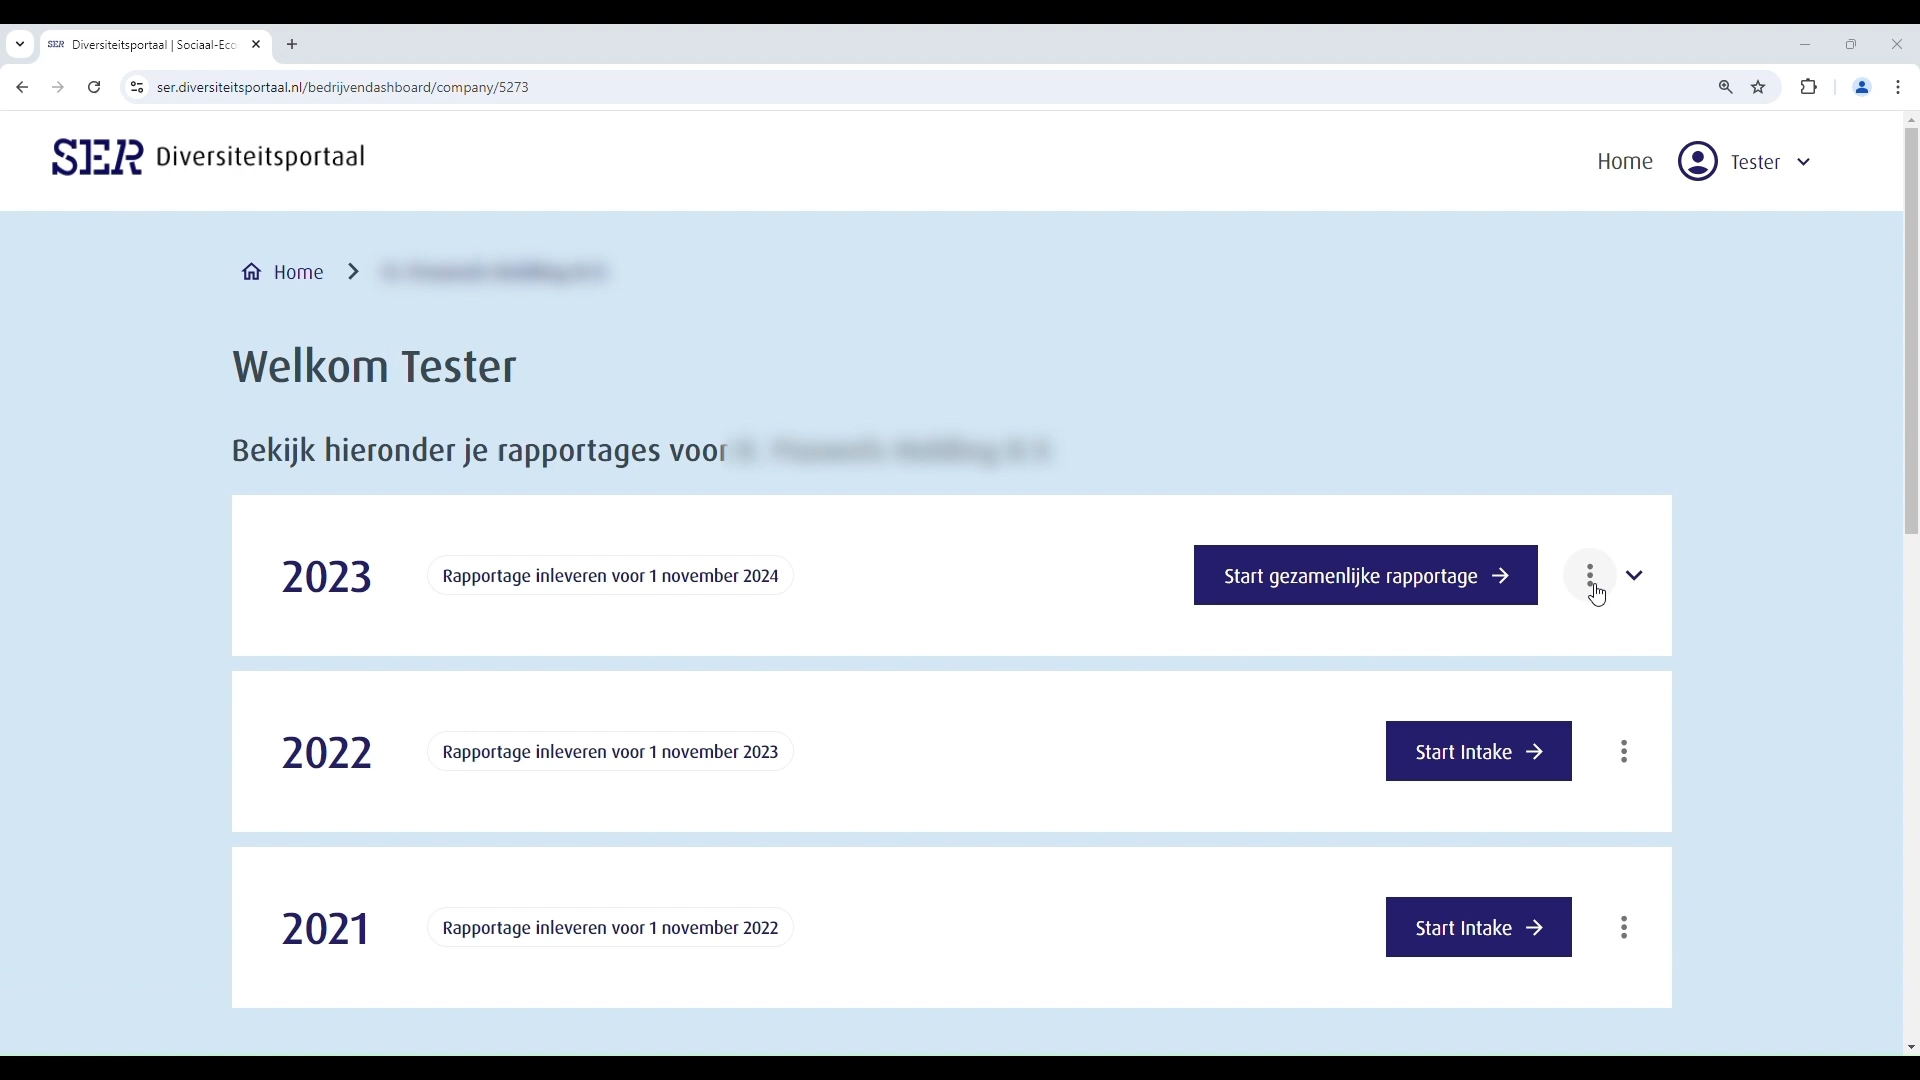 SER Diversiteitsportaal | Sociaal-Eco
ser.diversiteitsportaal.nl/bedrijvendashboard/company/5273
SER Diversiteitsportaal
Home
Tester
Home
Welkom Tester
Bekijk hieronder je rapportages voor
2023
Rapportage inleveren voor 1 november 2024
Start gezamenlijke rapportage
2022
Rapportage inleveren voor 1 november 2023
Start Intake
2021
Rapportage inleveren voor 1 november 2022
Start Intake